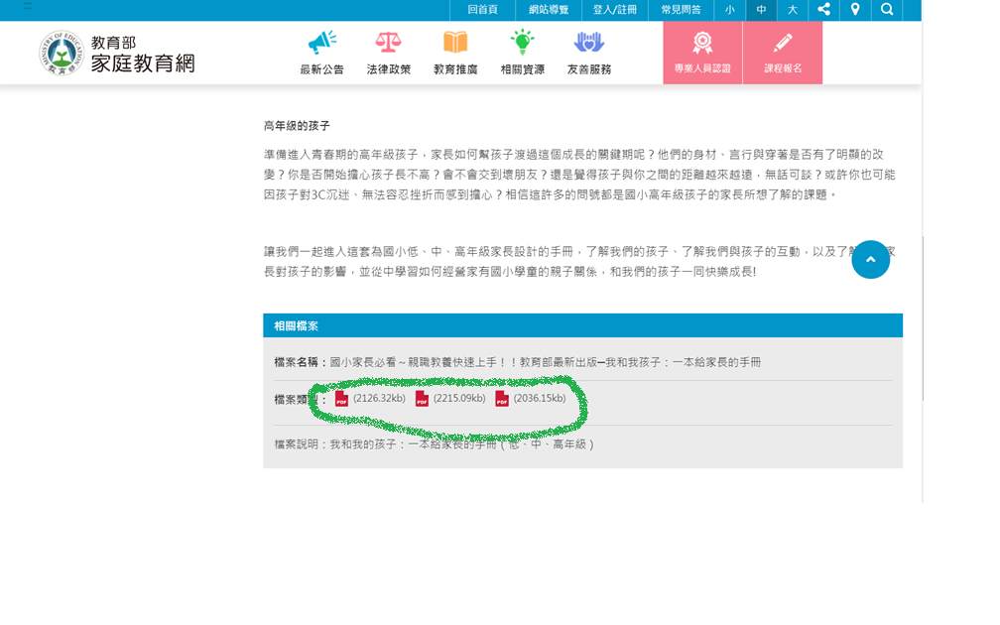 :::
回首頁 網站導覽 登入/註冊 常見問答 小 中 大
MINISTRY OF EDUCATION
教育部
教育部
家庭教育網
最新公告 法律政策 教育推廣 相關資源 友善服務 專業人員認證 課程報名
高年級的孩子
準備進入青春期的高年級孩子，家長如何幫孩子渡過這個成長的關鍵期呢？他們的身材、言行與穿著是否有了明顯的改
變？你是否開始擔心孩子長不高？會不會交到壞朋友？還是覺得孩子與你之間的距離越來越遠，無話可談？或許你也可能
因孩子對3C沉迷、無法容忍挫折而感到擔心？相信這許多的問號都是國小高年級孩子的家長所想了解的課題。
讓我們一起進入這套為國小低、中、高年級家長設計的手冊，了解我們的孩子、了解我們與孩子的互動，以及了解 家
長對孩子的影響，並從中學習如何經營家有國小學童的親子關係，和我們的孩子一同快樂成長!
相關檔案
檔案名稱：國小家長必看～親職教養快速上手！！教育部最新出版─我和我孩子：一本給家長的手冊
檔案類 ： PDF (2126.32kb) PDF (2215.09kb) PDF (2036.15kb)
檔案說明：我和我的孩子：一本給家長的手冊（低、中、高年級）